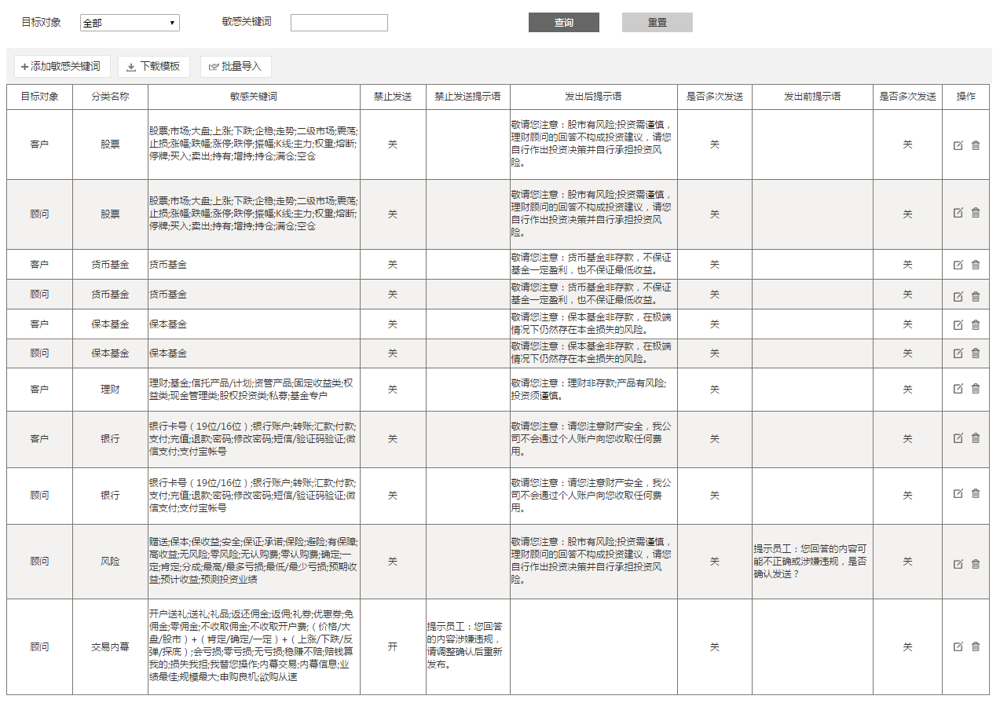 目标对象 全部 敏感关键词 查询 重置
添加敏感关键词 下载模板 批量导入
目标对象 分类名称 敏感关键词 禁止发送 禁止发送提示语 发出后提示语 是否多次发送 发出前提示语 是否多次发送 操作
客户
股票
股票;市场;大盘;上涨;下跌;企稳;走势;二级市场;震荡;
止损;涨幅;跌幅;涨停;跌停;振幅;K线;主力;权重;熔断;
停牌;买入;卖出;持有;增持;持仓;满仓;空仓
关
敬请您注意：股市有风险;投资需谨慎，
理财顾问的回答不构成投资建议，请您
自行作出投资决策并自行承担投资风
险。
关
关
顾问
股票
股票;市场;大盘;上涨;下跌;企稳;走势;二级市场;震荡;
止损;涨幅;跌幅;涨停;跌停;振幅;K线;主力;权重;熔断;
停牌;买入;卖出;持有;增持;持仓;满仓;空仓
关
敬请您注意：股市有风险;投资需谨慎，
理财顾问的回答不构成投资建议，请您
自行作出投资决策并自行承担投资风
险。
关
关
客户
货币基金
货币基金
关
敬请您注意：货币基金非存款，不保证
基金一定盈利，也不保证最低收益。
关
关
顾问
货币基金
货币基金
关
敬请您注意：货币基金非存款，不保证
基金一定盈利，也不保证最低收益。
关
关
客户
保本基金
保本基金
关
敬请您注意：保本基金非存款，在极端
情况下仍然存在本金损失的风险。
关
关
顾问
保本基金
保本基金
关
敬请您注意：保本基金非存款，在极端
情况下仍然存在本金损失的风险。
关
关
客户
理财
理财;基金;信托产品/计划;资管产品;固定收益类;权
益类;现金管理类;股权投资类;私募;基金专户
关
敬请您注意：理财非存款;产品有风险;
投资须谨慎。
关
关
客户
银行
银行卡号（19位/16位）;银行账户;转账;汇款;付款;
支付;充值;退款;密码;修改密码;短信/验证码验证;微
信支付;支付宝帐号
关
敬请您注意：请您注意财产安全，我公
司不会通过个人账户向您收取任何费
用。
关
关
顾问
银行
银行卡号（19位/16位）;银行账户;转账;汇款;付款;
支付;充值;退款;密码;修改密码;短信/验证码验证;微
信支付;支付宝帐号
关
敬请您注意：请您注意财产安全，我公
司不会通过个人账户向您收取任何费
用。
关
关
顾问
风险
赠送;保本;保收益;安全;保证;承诺;保险;避险;有保障;
高收益;无风险;零风险;无认购费;零认购费;确定;一
定;肯定;分成;最高/最多亏损;最低/最少亏损;预期收
益;预计收益;预测投资业绩
关
敬请您注意：股市有风险;投资需谨慎，
理财顾问的回答不构成投资建议，请您
自行作出投资决策并自行承担投资风
险。
关
提示员工：您回答的内容可
能不正确或涉嫌违规，是否
确认发送？
关
顾问
交易内幕
开户送礼;送礼;礼品;返还佣金;返佣;礼券;优惠券;免
佣金;零佣金;不收取佣金;不收取开户费;（价格/大
盘/股市）+（肯定/确定/一定）+（上涨/下跌/反
弹/探底）;会亏损;零亏损;无亏损;稳赚不赔;赔钱算
我的;损失我担;我替您操作;内幕交易;内幕信息;业
绩最佳;规模最大;申购良机;欲购从速
开
提示员工：您回答
的内容涉嫌违规，
请调整确认后重新
发布。
关
关